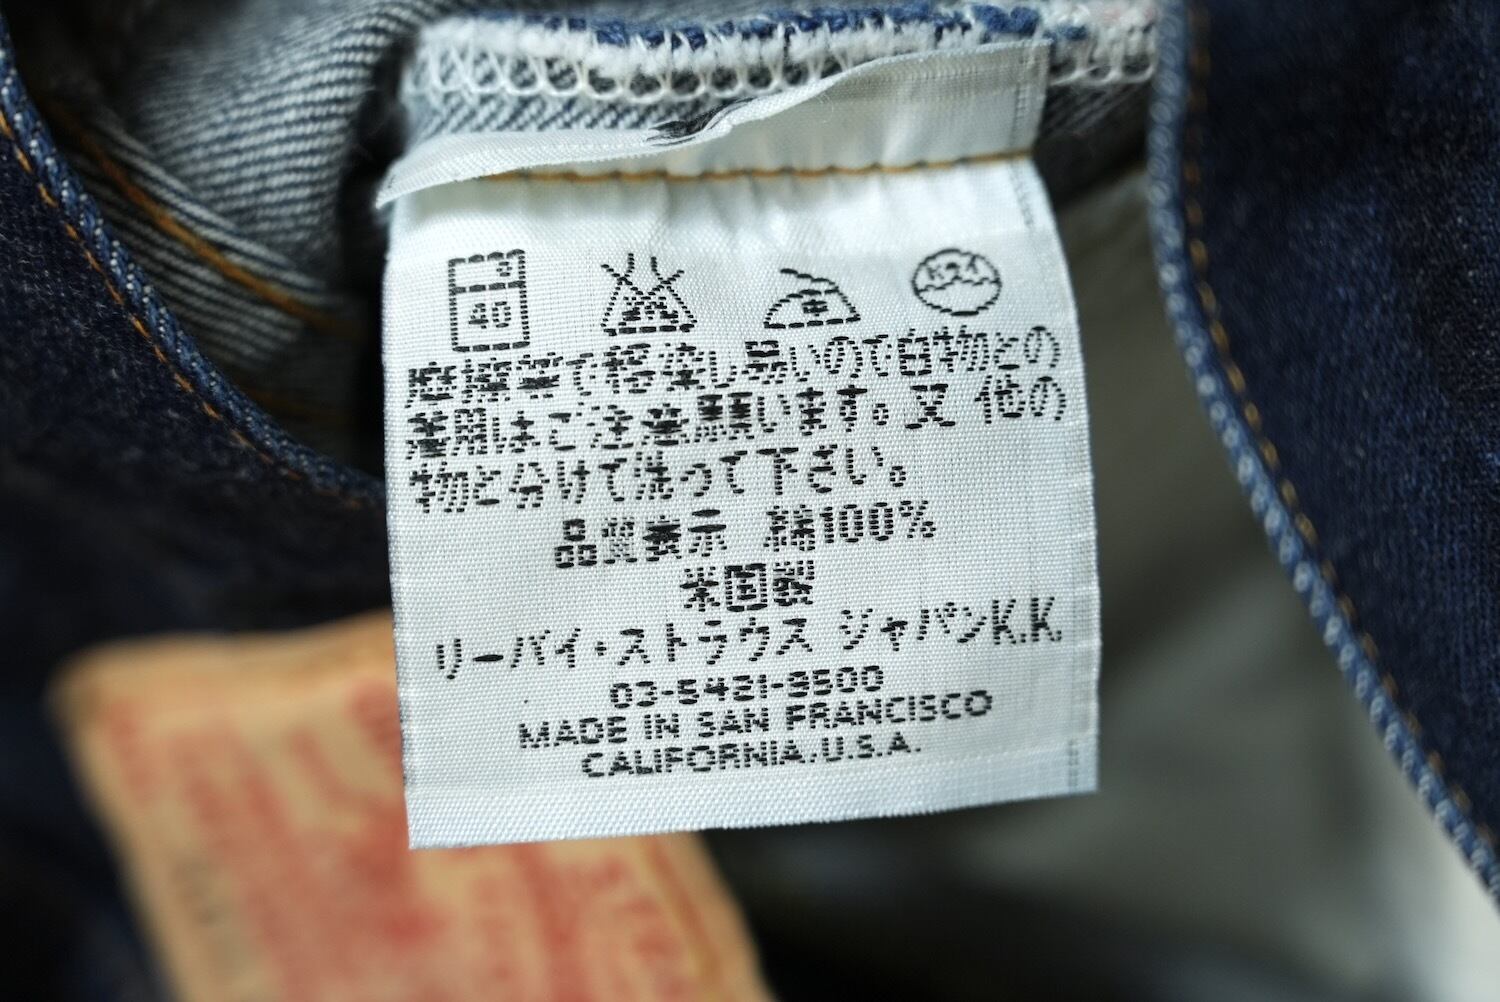 40
摩擦等で移染し易いので白物との
着用はご注意願います。又 他の
物と分けて洗って下さい。
品質表示 綿100%
米国製
リーバイ・ストラウス ジャパンK.K.
03-5421-9500
MADE IN SAN FRANCISCO
CALIFORNIA,U.S.A.